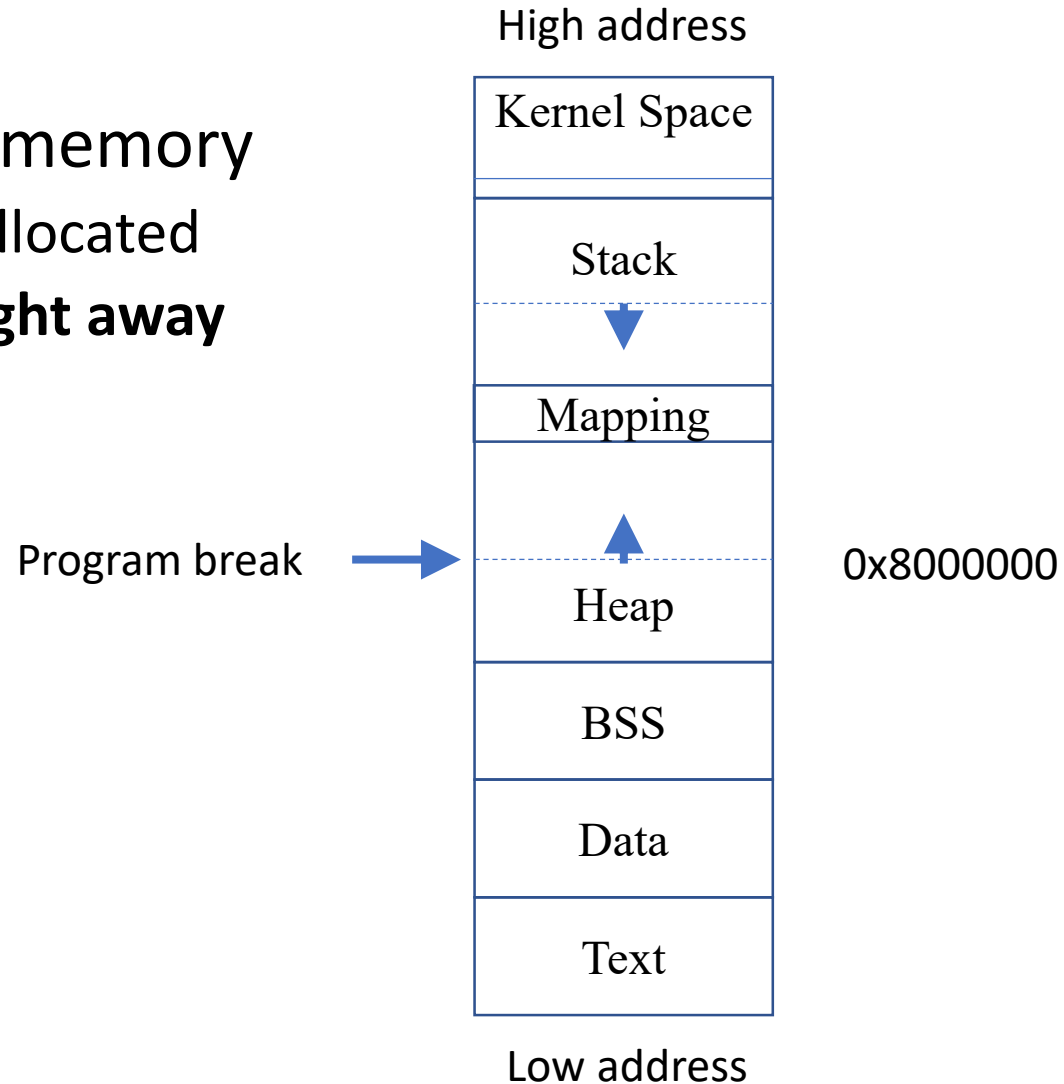 High address
Kernel Space
memory
llocated
ght away
Stack
Mapping
Program break
0x8000000
Heap
BSS
Data
Text
Low address